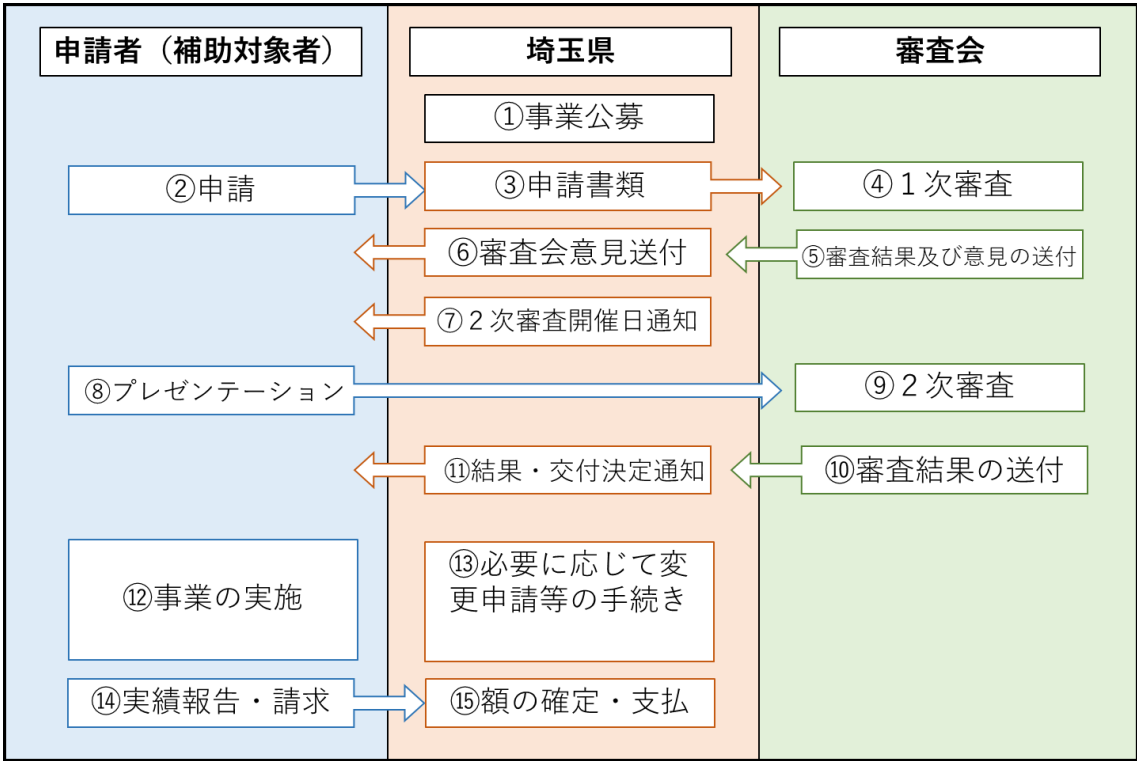 申請者（補助対象者）
埼玉県
審査会
①事業公募
②申請
③申請書類
④１次審査
⑤審査結果及び意見の送付
⑥審査会意見送付
⑦２次審査開催日通知
⑧プレゼンテーション
⑨２次審査
⑩審査結果の送付
⑪結果・交付決定通知
⑫事業の実施
⑬必要に応じて変
更申請等の手続き
⑭実績報告・請求
⑮額の確定・支払